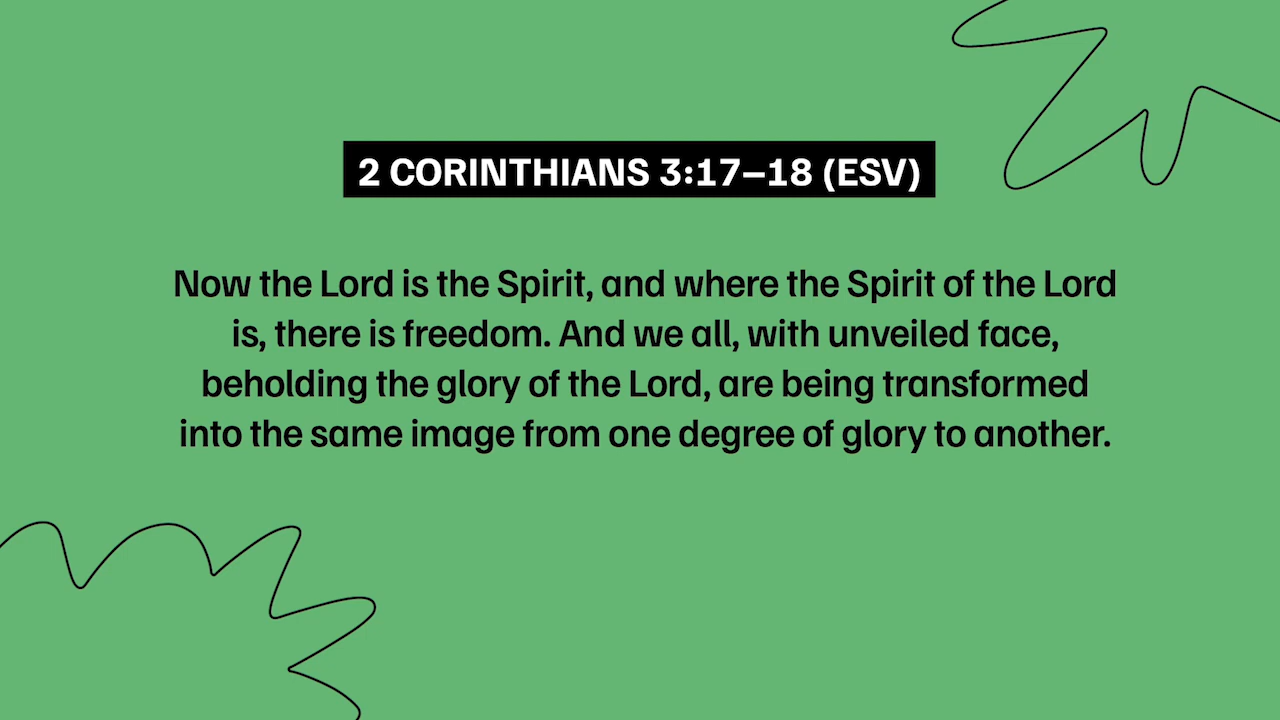 2 CORINTHIANS 3:17–18 (ESV)
Now the Lord is the Spirit, and where the Spirit of the Lord
is, there is freedom. And we all, with unveiled face,
beholding the glory of the Lord, are being transformed
into the same image from one degree of glory to another.